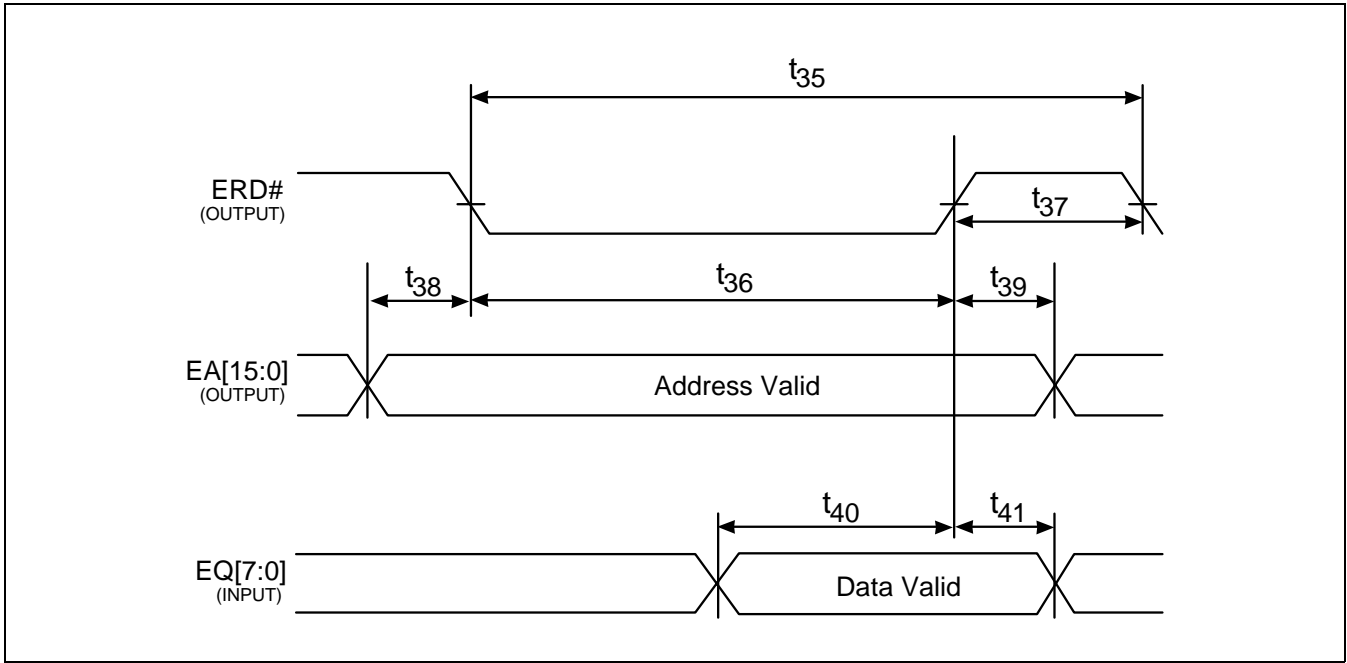 t35
ERD#
(OUTPUT)
t37
t38
t36
t39
EA[15:0]
(OUTPUT)
Address Valid
t40
t41
EQ[7:0]
(INPUT)
Data Valid